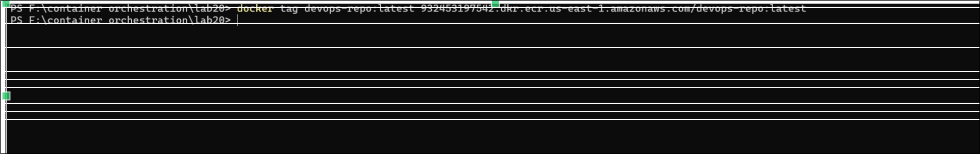 PS F:\container orchestration\lab20> docker tag devops-repo:latest 932453197542.dkr.ecr.us-east-1.amazonaws.com/devops-repo:latest
PS F:\container orchestration\lab20>